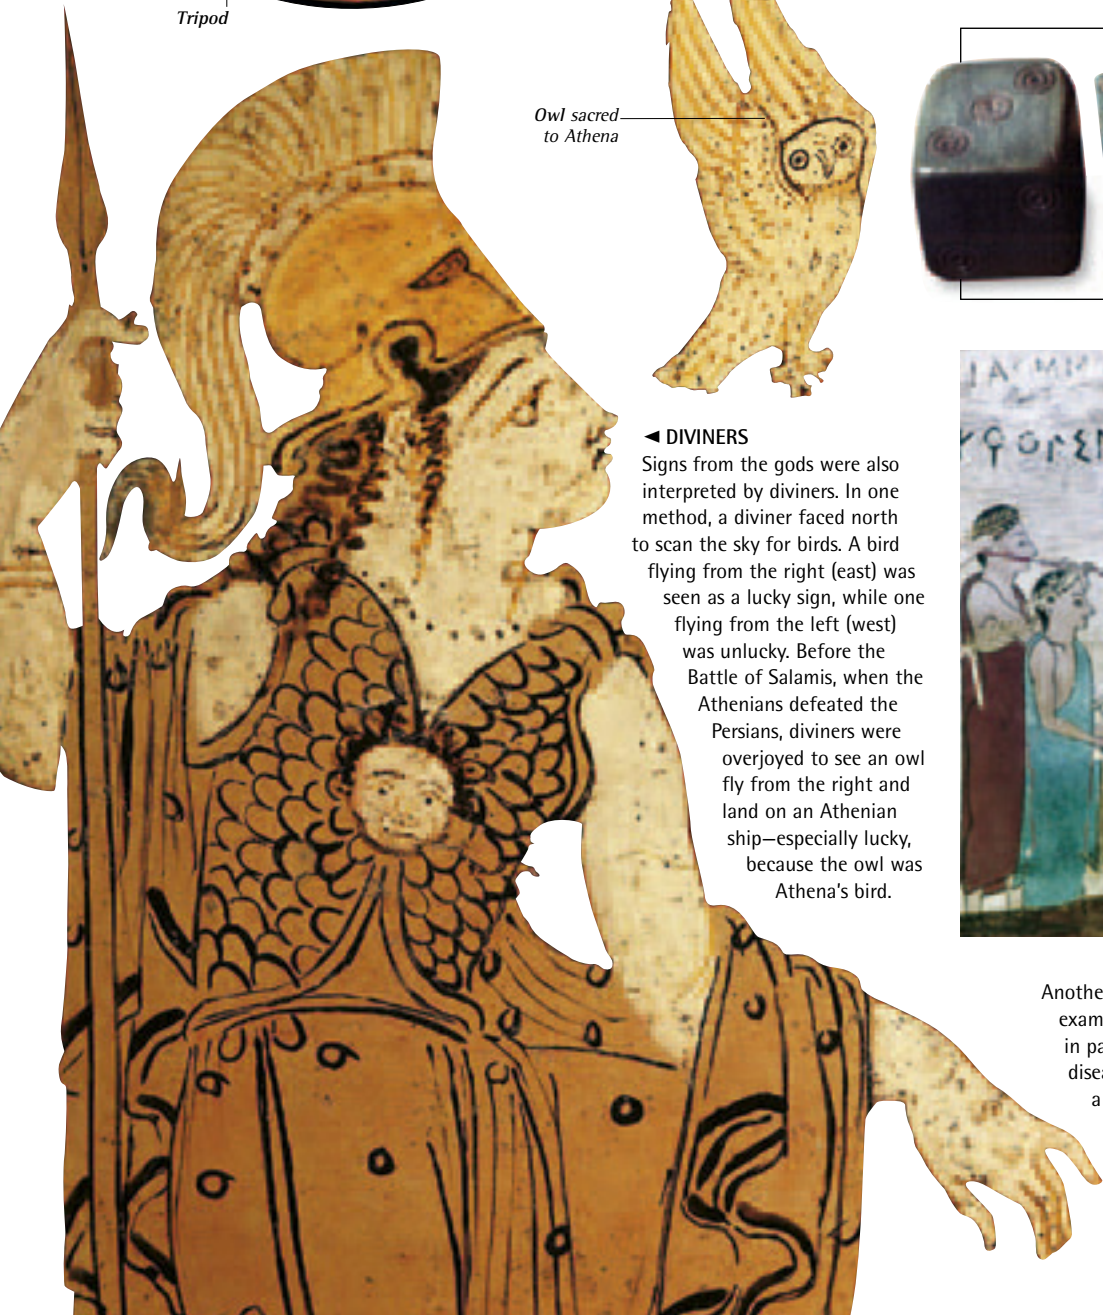 Tripod
Owl sacred
to Athena
◄ DIVINERS
Signs from the gods were also
interpreted by diviners. In one
method, a diviner faced north
to scan the sky for birds. A bird
flying from the right (east) was
seen as a lucky sign, while one
flying from the left (west)
was unlucky. Before the
Battle of Salamis, when the
Athenians defeated the
Persians, diviners were
overjoyed to see an owl
fly from the right and
land on an Athenian
ship—especially lucky,
because the owl was
Athena's bird.
in
a